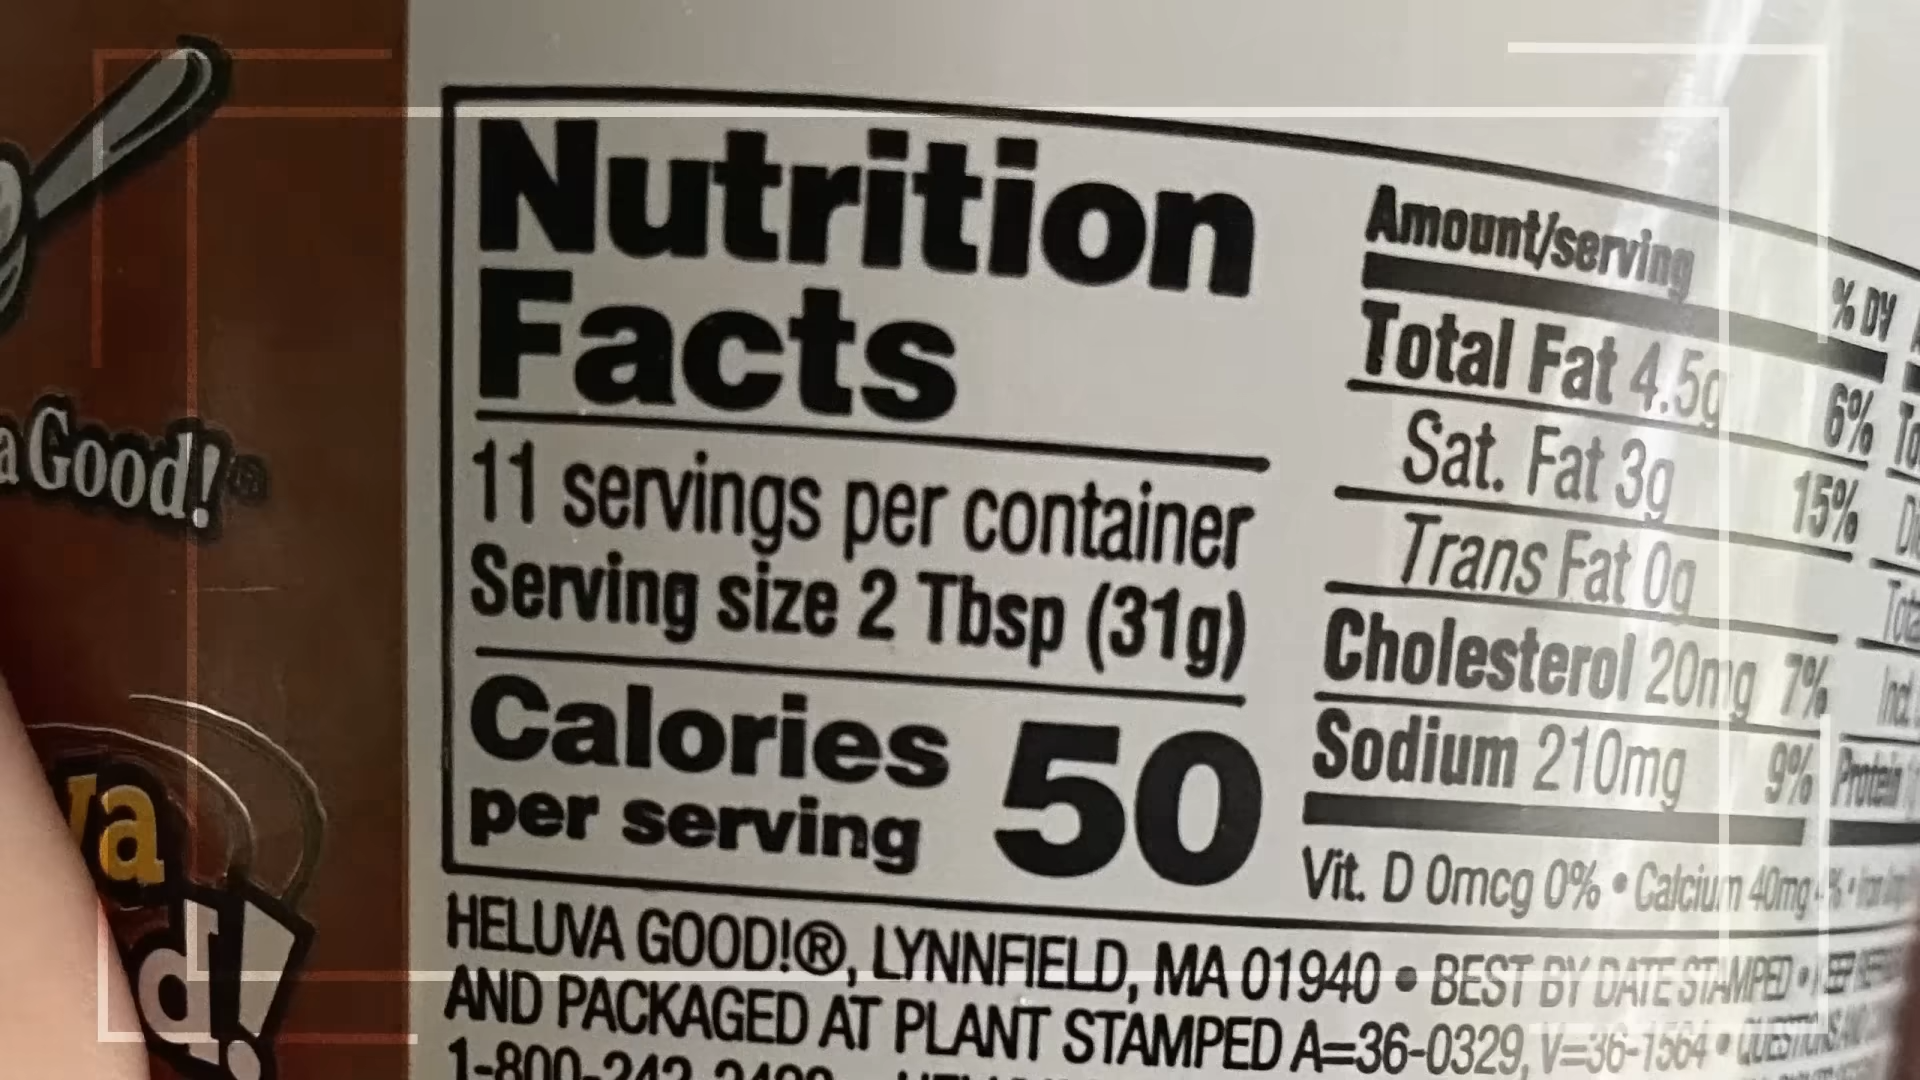 a Good!®
va
d!
Nutrition
Facts
11 servings per container
Serving size 2 Tbsp (31g)
Calories
per serving 50
Amount/serving % DV
Total Fat 4.5g 6%
Sat. Fat 3g 15%
Trans Fat 0g
Cholesterol 20mg 7%
Sodium 210mg 9%
Protein
Vit. D 0mcg 0% • Calcium 40mg
HELUVA GOOD!®, LYNNFIELD, MA 01940 • BEST BY DATE STAMPED •
AND PACKAGED AT PLANT STAMPED A=36-0329, V=36-1564 •
1-800-242-